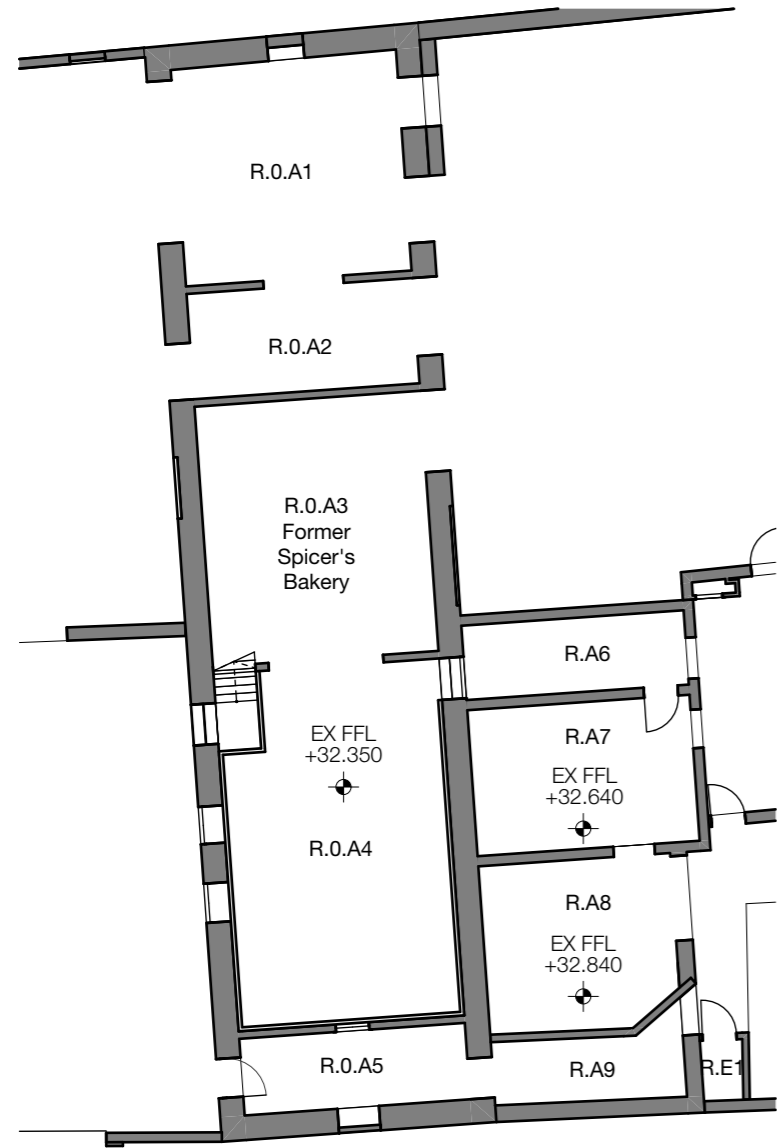 R.0.A1
R.0.A2
R.0.A3
Former
Spicer's
Bakery
R.A6
EX FFL
+32.350
R.A7
EX FFL
+32.640
R.0.A4
R.A8
EX FFL
+32.840
R.0.A5
R.A9
R.E1